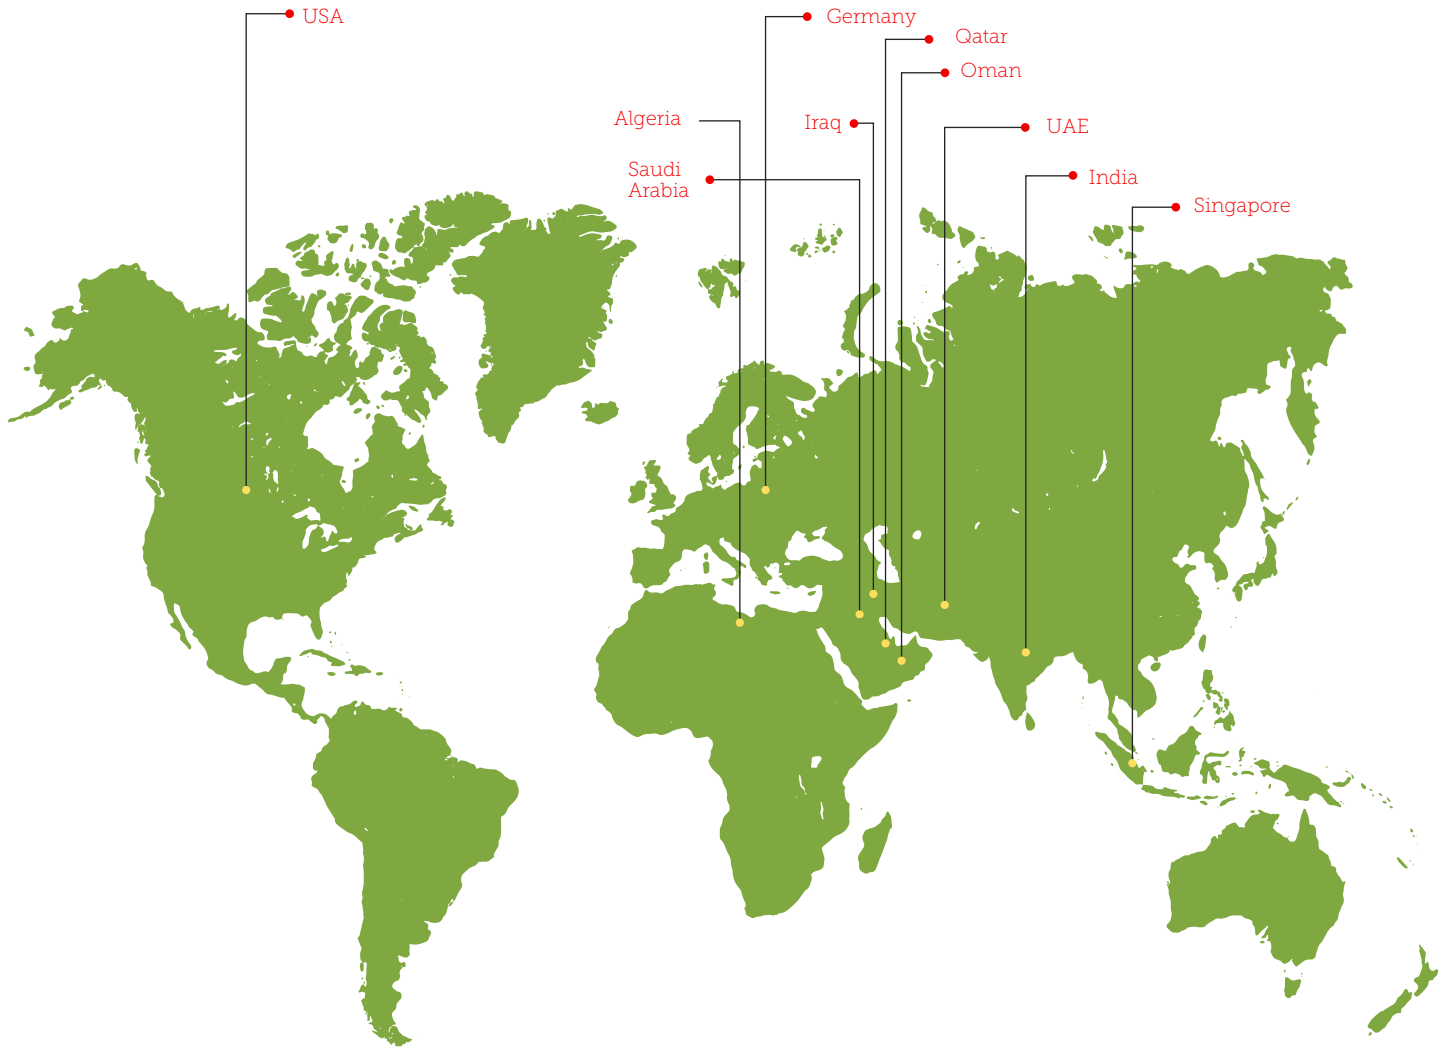 USA
Germany
Qatar
Oman
Algeria
Iraq
UAE
Saudi
Arabia
India
Singapore